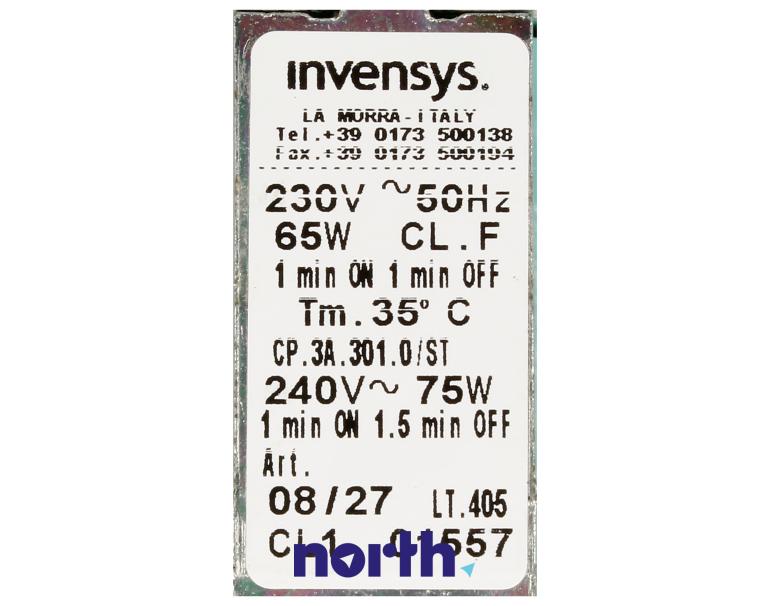 invensys.
LA MORRA-ITALY
Tel.+39 0173 500138
Fax.+39 0173 500194
230V ~ 50Hz
65W CL.F
1 min ON 1 min OFF
Tm.35° C
CP.3A.301.0/ST
240V~ 75W
1 min ON 1.5 min OFF
Art.
08/27 LT.405
CL1 01557
north